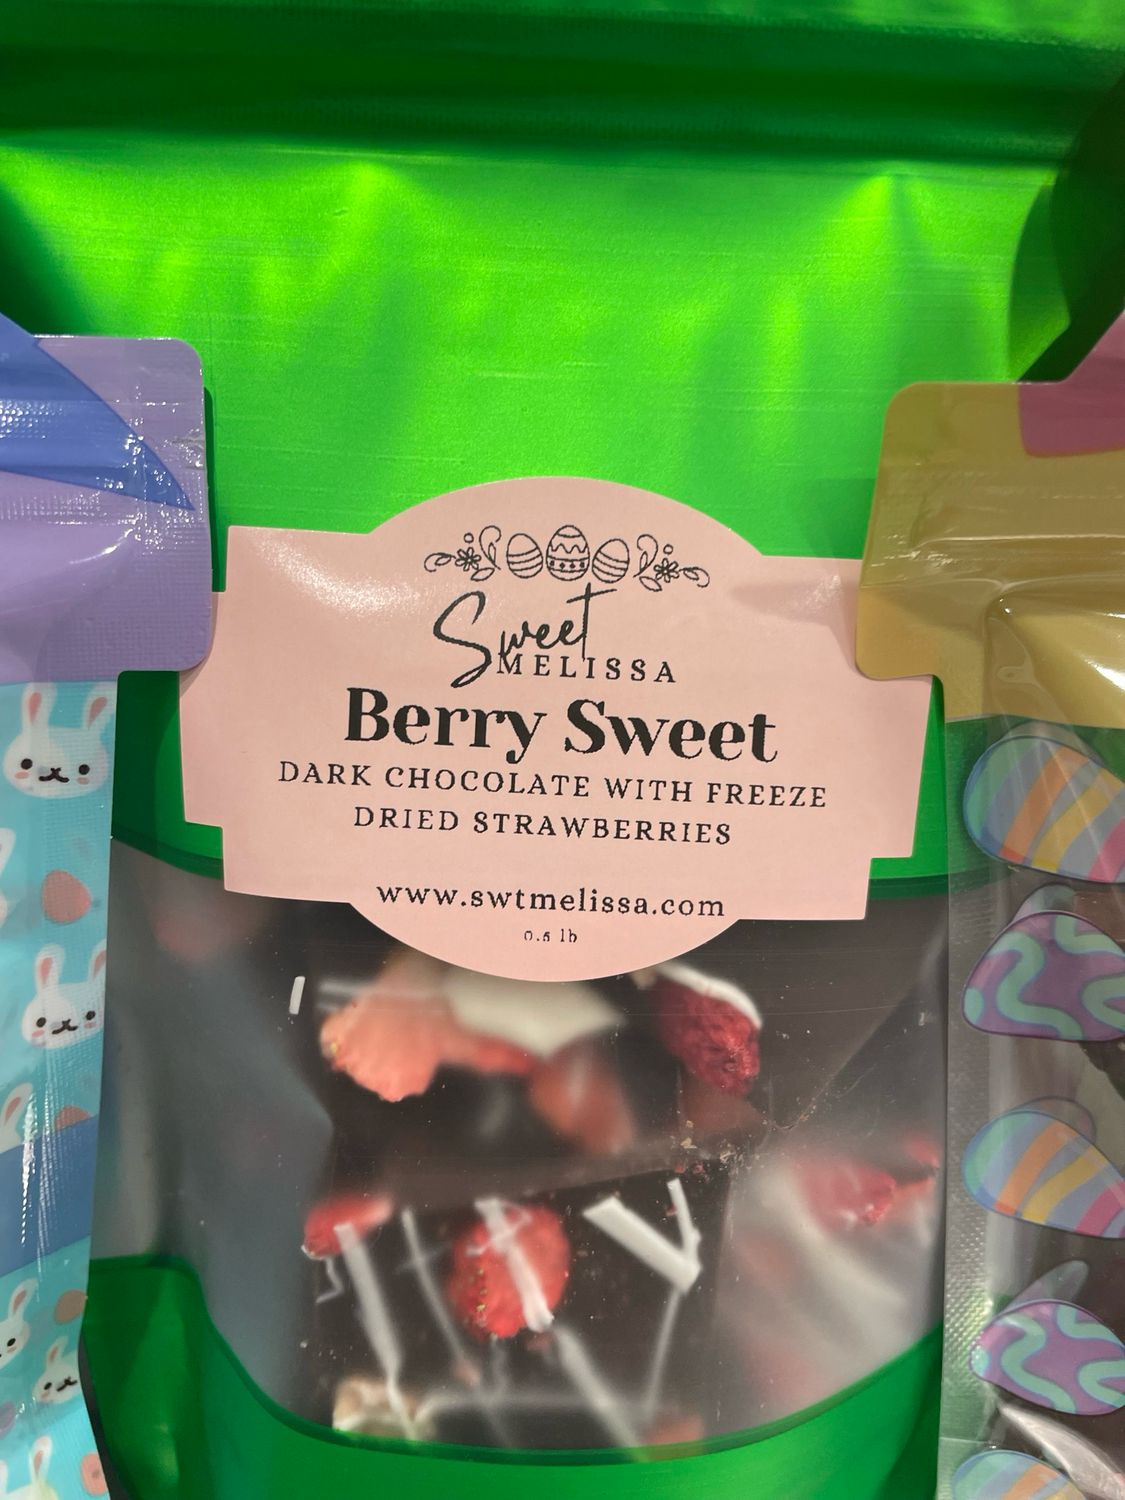 Sweet
MELISSA
Berry Sweet
DARK CHOCOLATE WITH FREEZE
DRIED STRAWBERRIES
www.swtmelissa.com
0.5 lb